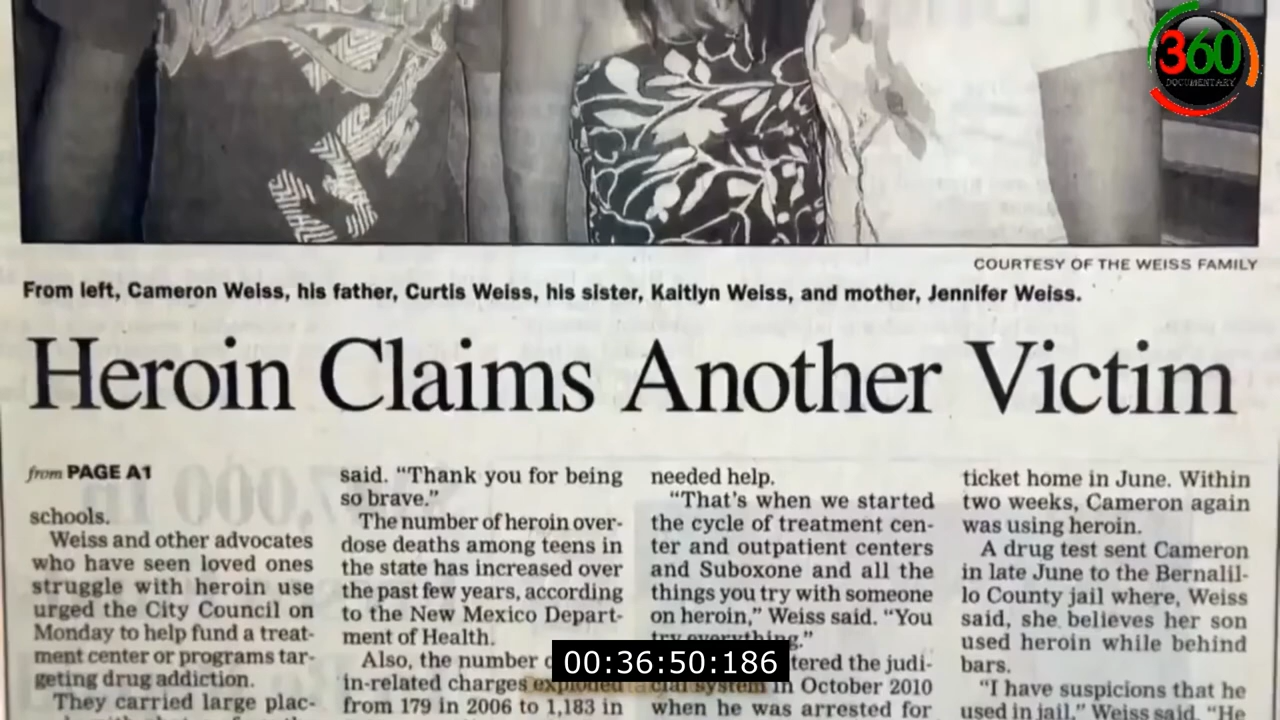 360
DOCUMENTARY
COURTESY OF THE WEISS FAMILY
From left, Cameron Weiss, his father, Curtis Weiss, his sister, Kaitlyn Weiss, and mother, Jennifer Weiss.
Heroin Claims Another Victim
from PAGE A1
schools.
Weiss and other advocates
who have seen loved ones
struggle with heroin use
urged the City Council on
Monday to help fund a treat-
ment center or programs tar-
geting drug addiction.
They carried large plac-
said. “Thank you for being
so brave.”
The number of heroin over-
dose deaths among teens in
the state has increased over
the past few years, according
to the New Mexico Depart-
ment of Health.
Also, the number
in-related charges exploded
from 179 in 2006 to 1,183 in
needed help.
“That's when we started
the cycle of treatment cen-
ter and outpatient centers
and Suboxone and all the
things you try with someone
on heroin,” Weiss said. “You
try everything.”
tered the judi-
cial system in October 2010
when he was arrested for
ticket home in June. Within
two weeks, Cameron again
was using heroin.
A drug test sent Cameron
in late June to the Bernalil-
lo County jail where, Weiss
said, she believes her son
used heroin while behind
bars.
“I have suspicions that he
used in jail,” Weiss said. “He
00:36:50:186